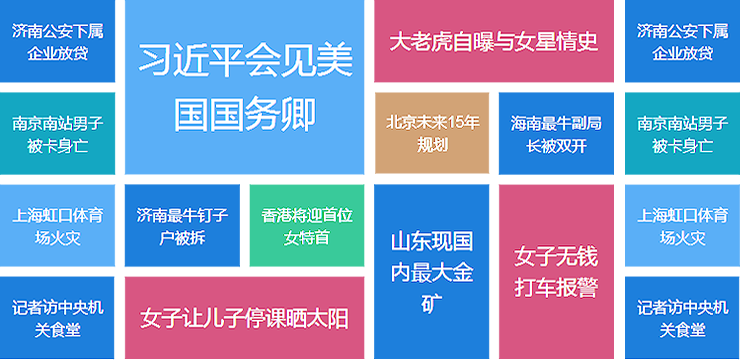 济南公安下属
企业放贷
习近平会见美
国国务卿
大老虎自曝与女星情史
济南公安下属
企业放贷
南京南站男子
被卡身亡
北京未来15年
规划
海南最牛副局
长被双开
南京南站男子
被卡身亡
上海虹口体育
场火灾
济南最牛钉子
户被拆
香港将迎首位
女特首
山东现国
内最大金
矿
女子无钱
打车报警
上海虹口体育
场火灾
记者访中央机
关食堂
女子让儿子停课晒太阳
记者访中央机
关食堂